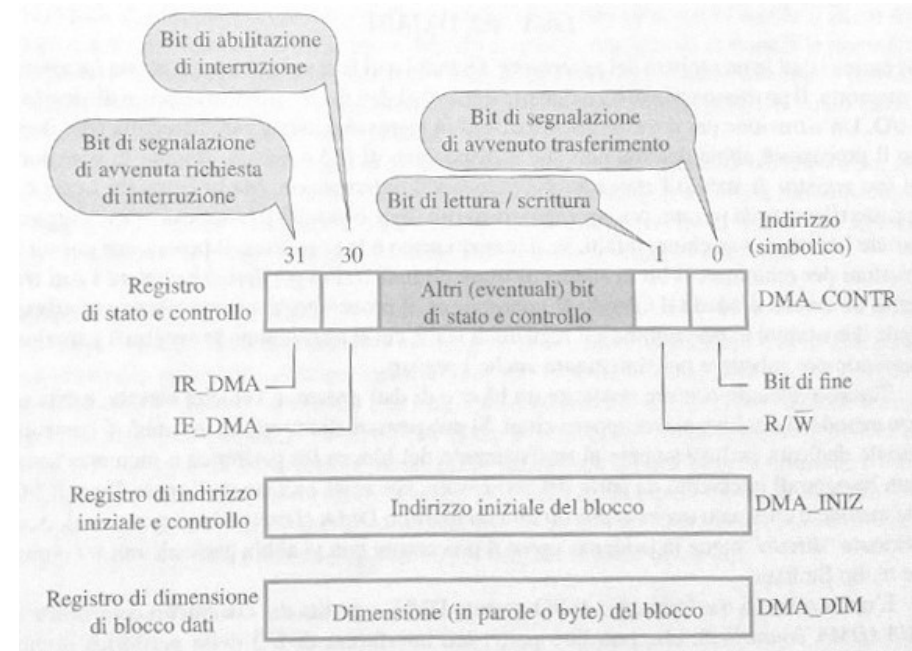 Bit di abilitazione
di interruzione
Bit di segnalazione
di avvenuta richiesta
di interruzione
Bit di segnalazione
di avvenuto trasferimento
Bit di lettura / scrittura
31
30
0
Indirizzo
(simbolico)
Registro
di stato e controllo
Altri (eventuali) bit
di stato e controllo
DMA_CONTR
IR_DMA
IE_DMA
Bit di fine
R/W̅
Registro di indirizzo
iniziale e controllo
Indirizzo iniziale del blocco
DMA_INIZ
Registro di dimensione
di blocco dati
Dimensione (in parole o byte) del blocco
DMA_DIM